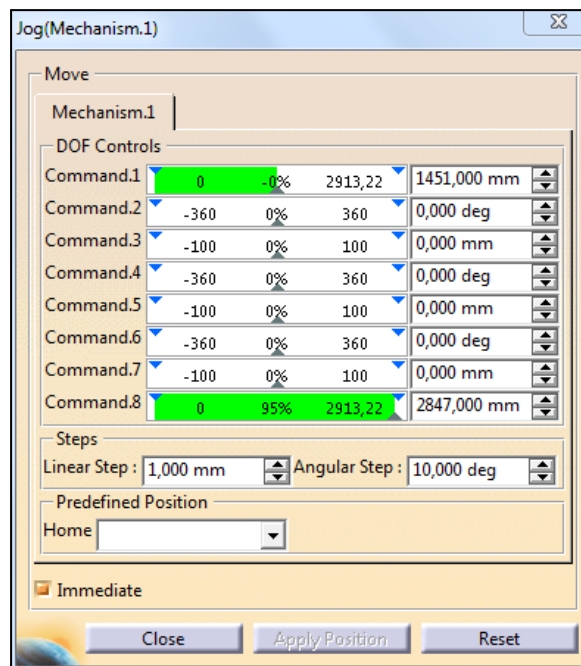 Jog(Mechanism.1)
Move
Mechanism.1
DOF Controls
Command.1 0 -0% 2913,22 1451,000 mm
Command.2 -360 0% 360 0,000 deg
Command.3 -100 0% 100 0,000 mm
Command.4 -360 0% 360 0,000 deg
Command.5 -100 0% 100 0,000 mm
Command.6 -360 0% 360 0,000 deg
Command.7 -100 0% 100 0,000 mm
Command.8 0 95% 2913,22 2847,000 mm
Steps
Linear Step : 1,000 mm Angular Step : 10,000 deg
Predefined Position
Home
Immediate
Close Apply Position Reset